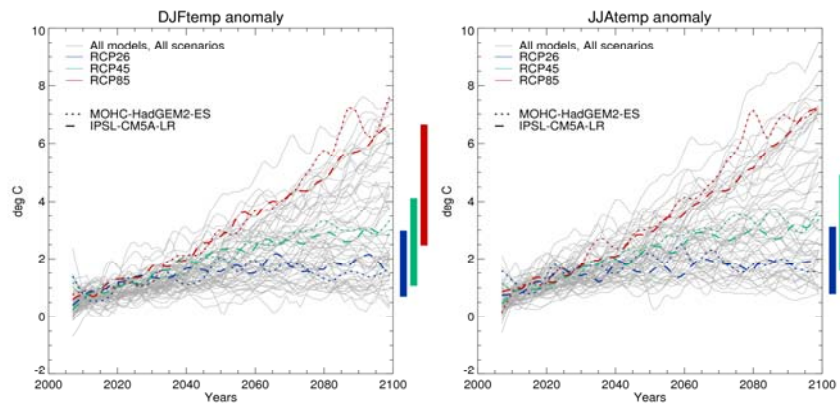 DJFtemp anomaly
10
8
6
4
2
0
-2
deg C
All models, All scenarios
RCP26
RCP45
RCP85
MOHC-HadGEM2-ES
IPSL-CM5A-LR
2000 2020 2040 2060 2080 2100
Years
JJAtemp anomaly
10
8
6
4
2
0
-2
deg C
All models, All scenarios
RCP26
RCP45
RCP85
MOHC-HadGEM2-ES
IPSL-CM5A-LR
2000 2020 2040 2060 2080 2100
Years